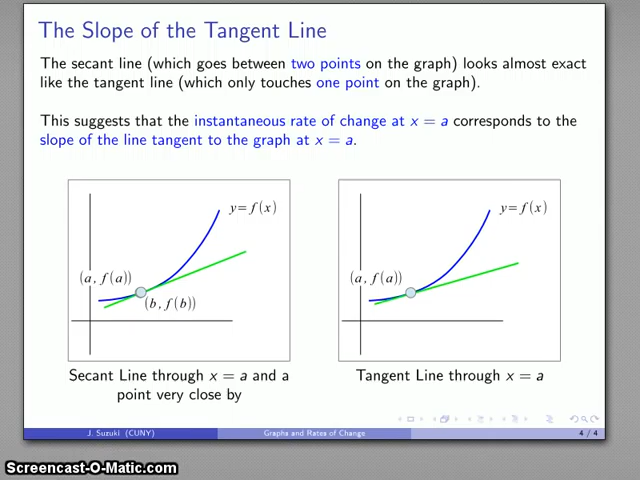 The Slope of the Tangent Line
The secant line (which goes between two points on the graph) looks almost exact
like the tangent line (which only touches one point on the graph).
This suggests that the instantaneous rate of change at x = a corresponds to the
slope of the line tangent to the graph at x = a.
y=f(x)
(a, f(a))
(b, f(b))
y=f(x)
(a, f(a))
Secant Line through x = a and a
point very close by
Tangent Line through x = a
J. Suzuki (CUNY)
Graphs and Rates of Change
4 / 4
Screencast-O-Matic.com